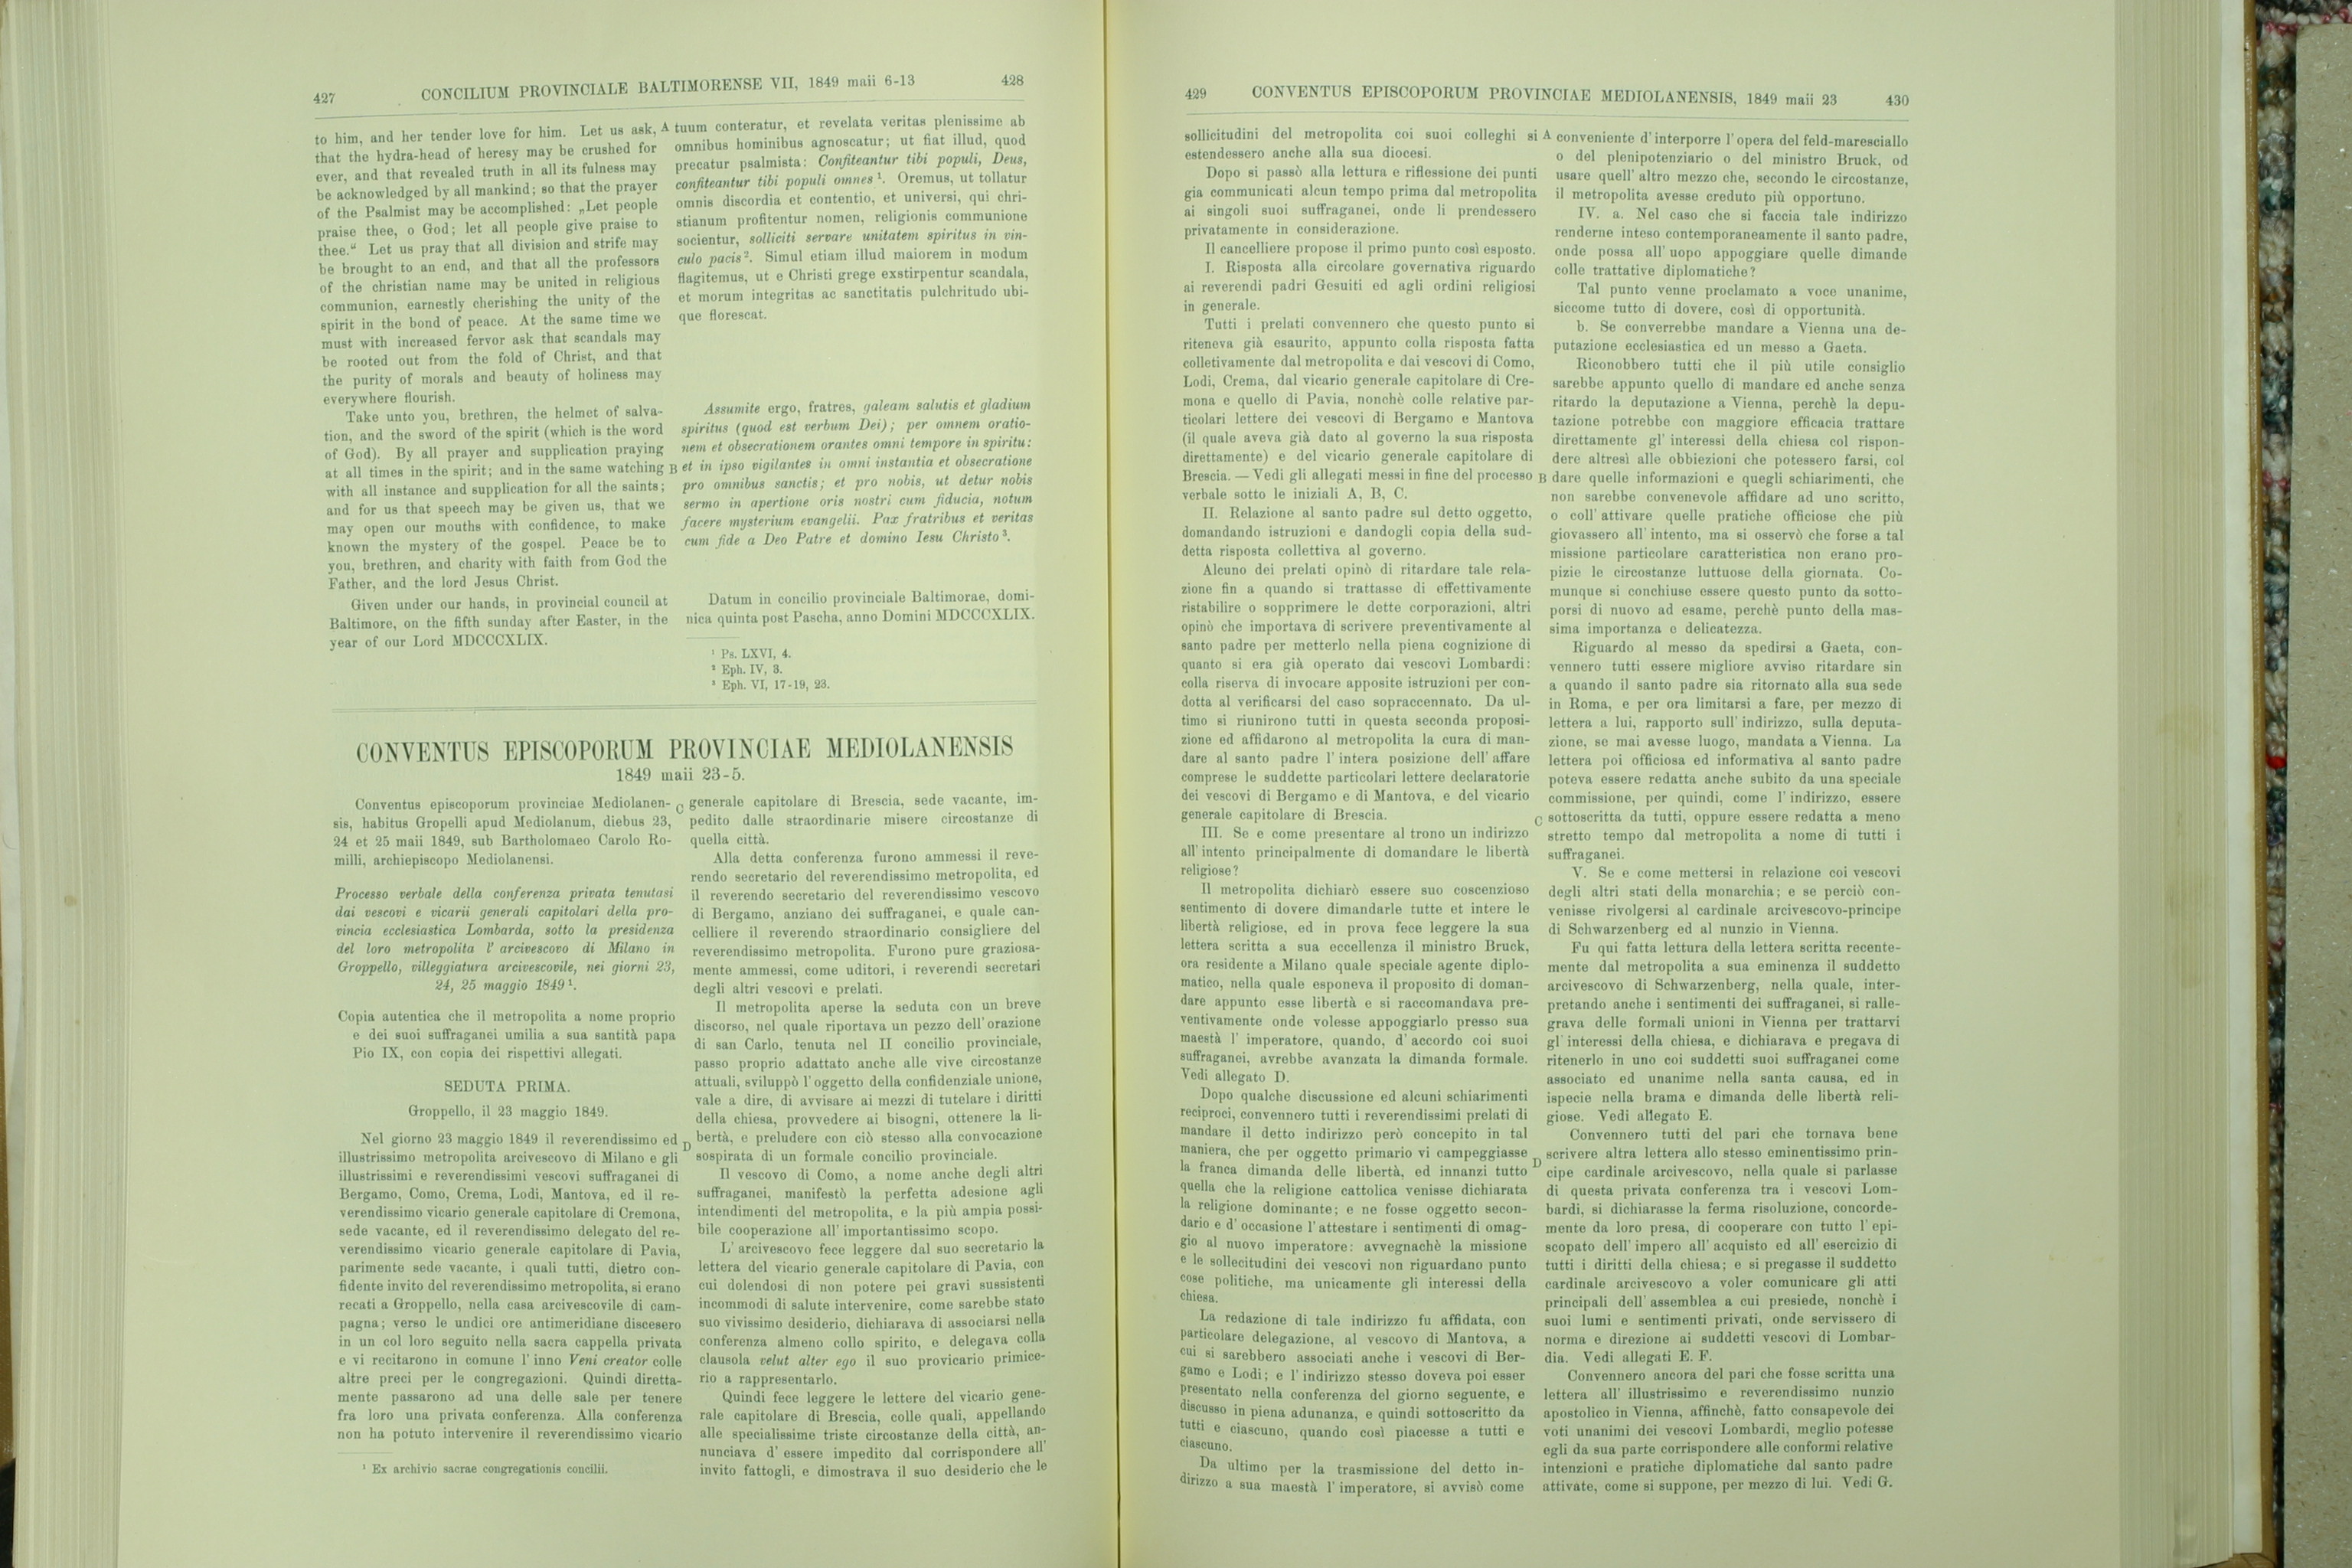 427
CONCILIUM PROVINCIALE BALTIMORENSE VII, 1849 maii 6-13
428
to him, and her tender love for him. Let us ask,
that the hydra-head of heresy may be crushed for
ever, and that revealed truth in all its fulness may
be acknowledged by all mankind; so that the prayer
of the Psalmist may be accomplished: „Let people
praise thee, o God; let all people give praise to
thee.“ Let us pray that all division and strife may
be brought to an end, and that all the professors
of the christian name may be united in religious
communion, earnestly cherishing the unity of the
spirit in the bond of peace. At the same time we
must with increased fervor ask that scandals may
be rooted out from the fold of Christ, and that
the purity of morals and beauty of holiness may
everywhere flourish.
Take unto you, brethren, the helmet of salva-
tion, and the sword of the spirit (which is the word
of God). By all prayer and supplication praying
at all times in the spirit; and in the same watching
with all instance and supplication for all the saints;
and for us that speech may be given us, that we
may open our mouths with confidence, to make
known the mystery of the gospel. Peace be to
you, brethren, and charity with faith from God the
Father, and the lord Jesus Christ.
Given under our hands, in provincial council at
Baltimore, on the fifth sunday after Easter, in the
year of our Lord MDCCCXLIX.
A
B
tuum conteratur, et revelata veritas plenissime ab
omnibus hominibus agnoscatur; ut fiat illud, quod
precatur psalmista: Confiteantur tibi populi, Deus,
confiteantur tibi populi omnes¹. Oremus, ut tollatur
omnis discordia et contentio, et universi, qui chri-
stianum profitentur nomen, religionis communione
socientur, solliciti servare unitatem spiritus in vin-
culo pacis². Simul etiam illud maiorem in modum
flagitemus, ut e Christi grege exstirpentur scandala,
et morum integritas ac sanctitatis pulchritudo ubi-
que florescat.
Assumite ergo, fratres, galeam salutis et gladium
spiritus (quod est verbum Dei); per omnem oratio-
nem et obsecrationem orantes omni tempore in spiritu:
et in ipso vigilantes in omni instantia et obsecratione
pro omnibus sanctis; et pro nobis, ut detur nobis
sermo in apertione oris nostri cum fiducia, notum
facere mysterium evangelii. Pax fratribus et veritas
cum fide a Deo Patre et domino Iesu Christo³.
Datum in concilio provinciale Baltimorae, domi-
nica quinta post Pascha, anno Domini MDCCCXLIX.
¹ Ps. LXVI, 4.
² Eph. IV, 3.
³ Eph. VI, 17-19, 23.
CONVENTUS EPISCOPORUM PROVINCIAE MEDIOLANENSIS
1849 maii 23-5.
Conventus episcoporum provinciae Mediolanen-
sis, habitus Gropelli apud Mediolanum, diebus 23,
24 et 25 maii 1849, sub Bartholomaeo Carolo Ro-
milli, archiepiscopo Mediolanensi.
Processo verbale della conferenza privata tenutasi
dai vescovi e vicarii generali capitolari della pro-
vincia ecclesiastica Lombarda, sotto la presidenza
del loro metropolita l' arcivescovo di Milano in
Groppello, villeggiatura arcivescovile, nei giorni 23,
24, 25 maggio 1849¹.
Copia autentica che il metropolita a nome proprio
e dei suoi suffraganei umilia a sua santità papa
Pio IX, con copia dei rispettivi allegati.
SEDUTA PRIMA.
Groppello, il 23 maggio 1849.
Nel giorno 23 maggio 1849 il reverendissimo ed
illustrissimo metropolita arcivescovo di Milano e gli
illustrissimi e reverendissimi vescovi suffraganei di
Bergamo, Como, Crema, Lodi, Mantova, ed il re-
verendissimo vicario generale capitolare di Cremona,
sede vacante, ed il reverendissimo delegato del re-
verendissimo vicario generale capitolare di Pavia,
parimente sede vacante, i quali tutti, dietro con-
fidente invito del reverendissimo metropolita, si erano
recati a Groppello, nella casa arcivescovile di cam-
pagna; verso le undici ore antimeridiane discesero
in un col loro seguito nella sacra cappella privata
e vi recitarono in comune l' inno Veni creator colle
altre preci per le congregazioni. Quindi diretta-
mente passarono ad una delle sale per tenere
fra loro una privata conferenza. Alla conferenza
non ha potuto intervenire il reverendissimo vicario
¹ Ex archivio sacrae congregationis concilii.
C
D
generale capitolare di Brescia, sede vacante, im-
pedito dalle straordinarie misere circostanze di
quella città.
Alla detta conferenza furono ammessi il reve-
rendo secretario del reverendissimo metropolita, ed
il reverendo secretario del reverendissimo vescovo
di Bergamo, anziano dei suffraganei, e quale can-
celliere il reverendo straordinario consigliere del
reverendissimo metropolita. Furono pure graziosa-
mente ammessi, come uditori, i reverendi secretari
degli altri vescovi e prelati.
Il metropolita aperse la seduta con un breve
discorso, nel quale riportava un pezzo dell' orazione
di san Carlo, tenuta nel II concilio provinciale,
passo proprio adattato anche alle vive circostanze
attuali, sviluppò l' oggetto della confidenziale unione,
vale a dire, di avvisare ai mezzi di tutelare i diritti
della chiesa, provvedere ai bisogni, ottenere la li-
bertà, e preludere con ciò stesso alla convocazione
sospirata di un formale concilio provinciale.
Il vescovo di Como, a nome anche degli altri
suffraganei, manifestò la perfetta adesione agli
intendimenti del metropolita, e la più ampia possi-
bile cooperazione all' importantissimo scopo.
L' arcivescovo fece leggere dal suo secretario la
lettera del vicario generale capitolare di Pavia, con
cui dolendosi di non potere pei gravi sussistenti
incommodi di salute intervenire, come sarebbe stato
suo vivissimo desiderio, dichiarava di associarsi nella
conferenza almeno collo spirito, e delegava colla
clausola velut alter ego il suo provicario primice-
rio a rappresentarlo.
Quindi fece leggere le lettere del vicario gene-
rale capitolare di Brescia, colle quali, appellando
alle specialissime triste circostanze della città, an-
nunciava d' essere impedito dal corrispondere all'
invito fattogli, e dimostrava il suo desiderio che le
429
CONVENTUS EPISCOPORUM PROVINCIAE MEDIOLANENSIS, 1849 maii 23
430
sollicitudini del metropolita coi suoi colleghi si
estendessero anche alla sua diocesi.
Dopo si passò alla lettura e riflessione dei punti
gia communicati alcun tempo prima dal metropolita
ai singoli suoi suffraganei, onde li prendessero
privatamente in considerazione.
Il cancelliere propose il primo punto così esposto.
I. Risposta alla circolare governativa riguardo
ai reverendi padri Gesuiti ed agli ordini religiosi
in generale.
Tutti i prelati convennero che questo punto si
riteneva già esaurito, appunto colla risposta fatta
colletivamente dal metropolita e dai vescovi di Como,
Lodi, Crema, dal vicario generale capitolare di Cre-
mona e quello di Pavia, nonchè colle relative par-
ticolari lettere dei vescovi di Bergamo e Mantova
(il quale aveva già dato al governo la sua risposta
direttamente) e del vicario generale capitolare di
Brescia. — Vedi gli allegati messi in fine del processo
verbale sotto le iniziali A, B, C.
II. Relazione al santo padre sul detto oggetto,
domandando istruzioni e dandogli copia della sud-
detta risposta collettiva al governo.
Alcuno dei prelati opinò di ritardare tale rela-
zione fin a quando si trattasse di effettivamente
ristabilire o sopprimere le dette corporazioni, altri
opinò che importava di scrivere preventivamente al
santo padre per metterlo nella piena cognizione di
quanto si era già operato dai vescovi Lombardi:
colla riserva di invocare apposite istruzioni per con-
dotta al verificarsi del caso sopraccennato. Da ul-
timo si riunirono tutti in questa seconda proposi-
zione ed affidarono al metropolita la cura di man-
dare al santo padre l' intera posizione dell' affare
comprese le suddette particolari lettere declaratorie
dei vescovi di Bergamo e di Mantova, e del vicario
generale capitolare di Brescia.
III. Se e come presentare al trono un indirizzo
all' intento principalmente di domandare le libertà
religiose?
Il metropolita dichiarò essere suo coscenzioso
sentimento di dovere dimandarle tutte et intere le
libertà religiose, ed in prova fece leggere la sua
lettera scritta a sua eccellenza il ministro Bruck,
ora residente a Milano quale speciale agente diplo-
matico, nella quale esponeva il proposito di doman-
dare appunto esse libertà e si raccomandava pre-
ventivamente onde volesse appoggiarlo presso sua
maestà l' imperatore, quando, d' accordo coi suoi
suffraganei, avrebbe avanzata la dimanda formale.
Vedi allegato D.
Dopo qualche discussione ed alcuni schiarimenti
reciproci, convennero tutti i reverendissimi prelati di
mandare il detto indirizzo però concepito in tal
maniera, che per oggetto primario vi campeggiasse
la franca dimanda delle libertà, ed innanzi tutto
quella che la religione cattolica venisse dichiarata
la religione dominante; e ne fosse oggetto secon-
dario e d' occasione l' attestare i sentimenti di omag-
gio al nuovo imperatore: avvegnachè la missione
e le sollecitudini dei vescovi non riguardano punto
cose politiche, ma unicamente gli interessi della
chiesa.
La redazione di tale indirizzo fu affidata, con
particolare delegazione, al vescovo di Mantova, a
cui si sarebbero associati anche i vescovi di Ber-
gamo e Lodi; e l' indirizzo stesso doveva poi esser
presentato nella conferenza del giorno seguente, e
discusso in piena adunanza, e quindi sottoscritto da
tutti e ciascuno, quando così piacesse a tutti e
ciascuno.
Da ultimo per la trasmissione del detto in-
dirizzo a sua maestà l' imperatore, si avvisò come
A
B
C
D
conveniente d' interporre l' opera del feld-maresciallo
o del plenipotenziario o del ministro Bruck, od
usare quell' altro mezzo che, secondo le circostanze,
il metropolita avesse creduto più opportuno.
IV. a. Nel caso che si faccia tale indirizzo
renderne inteso contemporaneamente il santo padre,
onde possa all' uopo appoggiare quelle dimande
colle trattative diplomatiche?
Tal punto venne proclamato a voce unanime,
siccome tutto di dovere, così di opportunità.
b. Se converrebbe mandare a Vienna una de-
putazione ecclesiastica ed un messo a Gaeta.
Riconobbero tutti che il più utile consiglio
sarebbe appunto quello di mandare ed anche senza
ritardo la deputazione a Vienna, perchè la depu-
tazione potrebbe con maggiore efficacia trattare
direttamente gl' interessi della chiesa col rispon-
dere altresì alle obbiezioni che potessero farsi, col
dare quelle informazioni e quegli schiarimenti, che
non sarebbe convenevole affidare ad uno scritto,
o coll' attivare quelle pratiche officiose che più
giovassero all' intento, ma si osservò che forse a tal
missione particolare caratteristica non erano pro-
pizie le circostanze luttuose della giornata. Co-
munque si conchiuse essere questo punto da sotto-
porsi di nuovo ad esame, perchè punto della mas-
sima importanza e delicatezza.
Riguardo al messo da spedirsi a Gaeta, con-
vennero tutti essere migliore avviso ritardare sin
a quando il santo padre sia ritornato alla sua sede
in Roma, e per ora limitarsi a fare, per mezzo di
lettera a lui, rapporto sull' indirizzo, sulla deputa-
zione, se mai avesse luogo, mandata a Vienna. La
lettera poi officiosa ed informativa al santo padre
poteva essere redatta anche subito da una speciale
commissione, per quindi, come l' indirizzo, essere
sottoscritta da tutti, oppure essere redatta a meno
stretto tempo dal metropolita a nome di tutti i
suffraganei.
V. Se e come mettersi in relazione coi vescovi
degli altri stati della monarchia; e se perciò con-
venisse rivolgersi al cardinale arcivescovo-principe
di Schwarzenberg ed al nunzio in Vienna.
Fu qui fatta lettura della lettera scritta recente-
mente dal metropolita a sua eminenza il suddetto
arcivescovo di Schwarzenberg, nella quale, inter-
pretando anche i sentimenti dei suffraganei, si ralle-
grava delle formali unioni in Vienna per trattarvi
gl' interessi della chiesa, e dichiarava e pregava di
ritenerlo in uno coi suddetti suoi suffraganei come
associato ed unanime nella santa causa, ed in
ispecie nella brama e dimanda delle libertà reli-
giose. Vedi allegato E.
Convennero tutti del pari che tornava bene
scrivere altra lettera allo stesso eminentissimo prin-
cipe cardinale arcivescovo, nella quale si parlasse
di questa privata conferenza tra i vescovi Lom-
bardi, si dichiarasse la ferma risoluzione, concorde-
mente da loro presa, di cooperare con tutto l' epi-
scopato dell' impero all' acquisto ed all' esercizio di
tutti i diritti della chiesa; e si pregasse il suddetto
cardinale arcivescovo a voler comunicare gli atti
principali dell' assemblea a cui presiede, nonchè i
suoi lumi e sentimenti privati, onde servissero di
norma e direzione ai suddetti vescovi di Lombar-
dia. Vedi allegati E. F.
Convennero ancora del pari che fosse scritta una
lettera all' illustrissimo e reverendissimo nunzio
apostolico in Vienna, affinchè, fatto consapevole dei
voti unanimi dei vescovi Lombardi, meglio potesse
egli da sua parte corrispondere alle conformi relative
intenzioni e pratiche diplomatiche dal santo padre
attivate, come si suppone, per mezzo di lui. Vedi G.